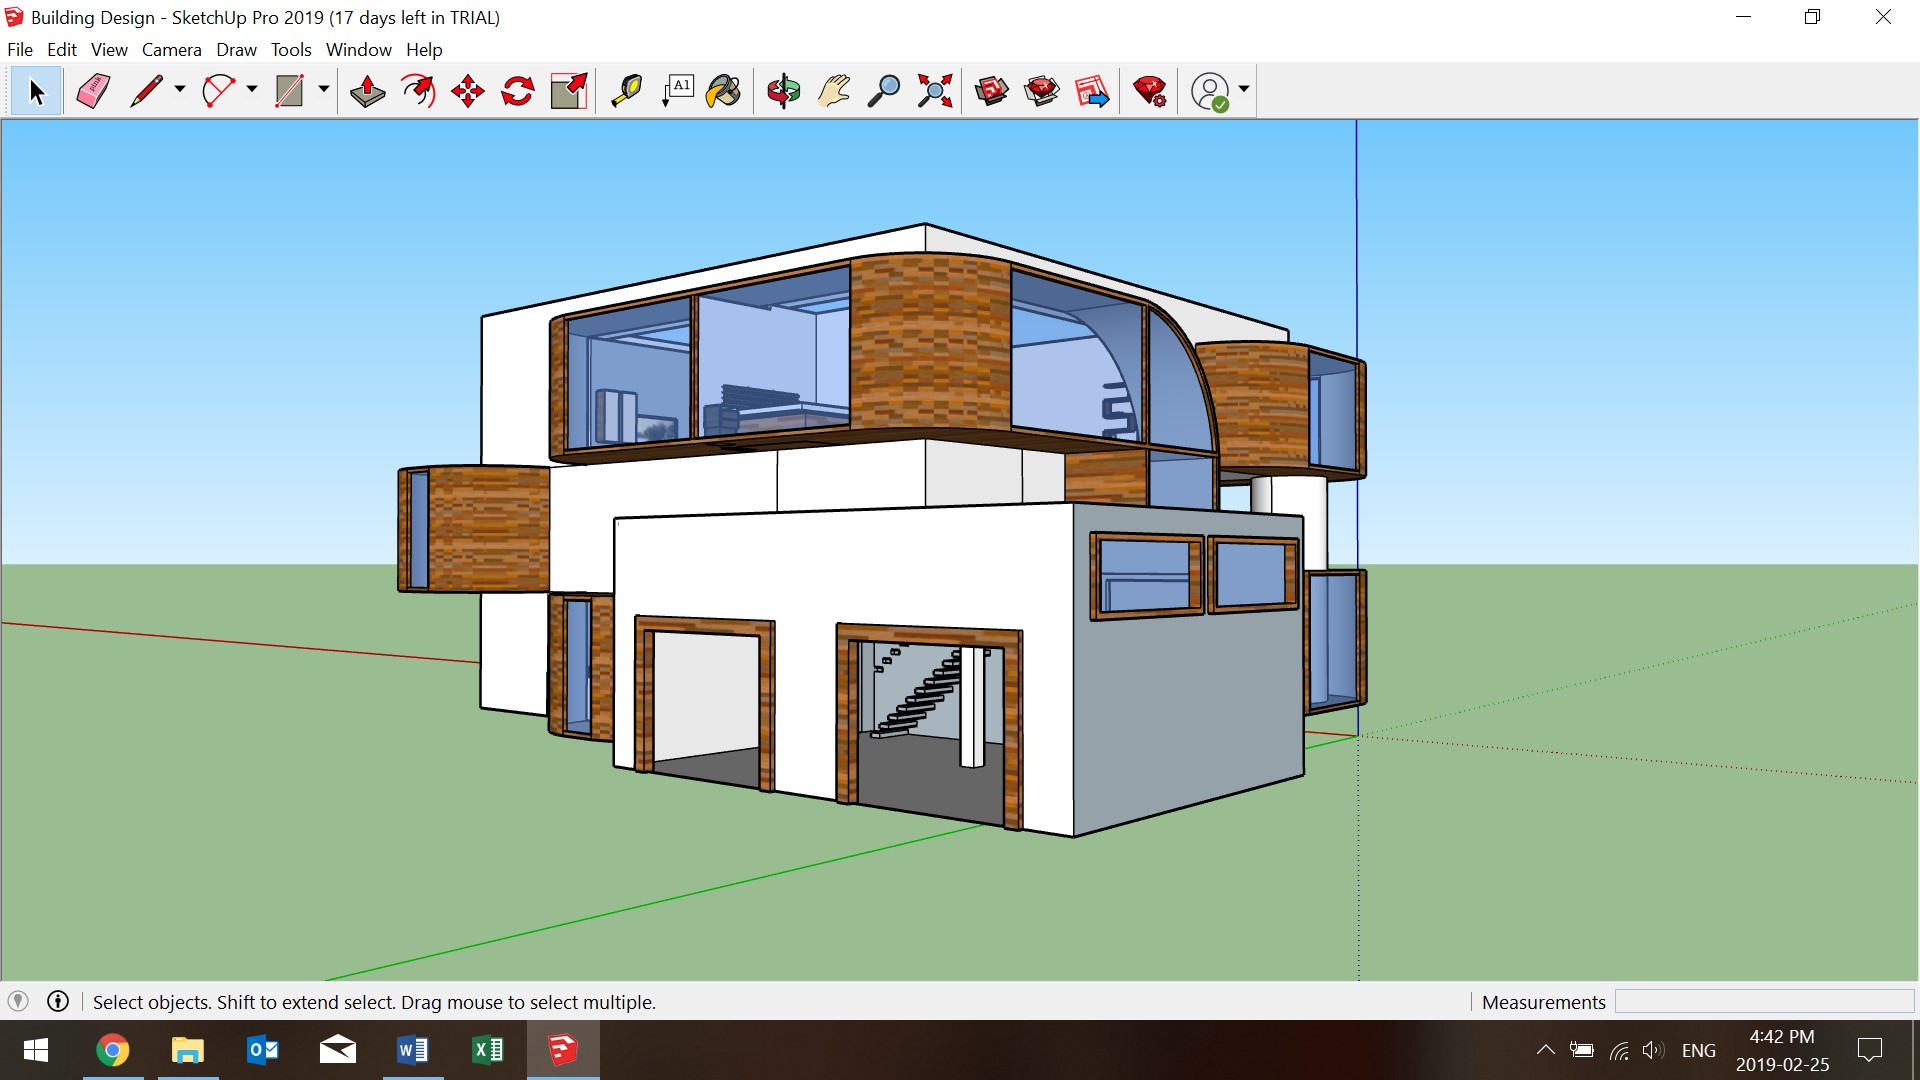 Building Design - SketchUp Pro 2019 (17 days left in TRIAL)
File Edit View Camera Draw Tools Window Help
A1
Select objects. Shift to extend select. Drag mouse to select multiple.
Measurements
ENG
4:42 PM
2019-02-25